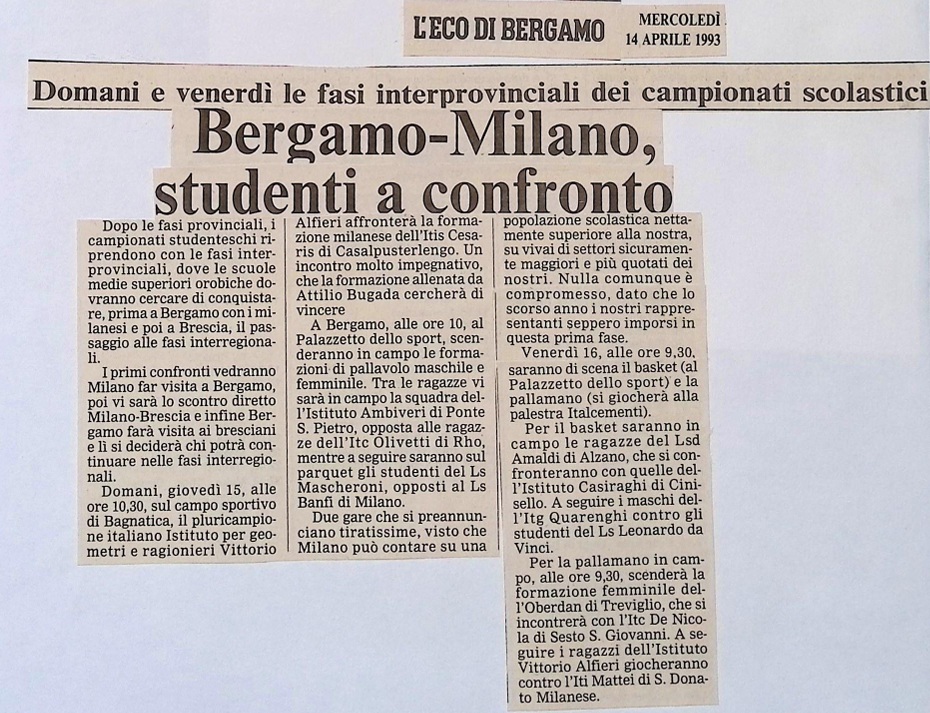 L'ECO DI BERGAMO
MERCOLEDÌ
14 APRILE 1993
Domani e venerdì le fasi interprovinciali dei campionati scolastici
Bergamo-Milano,
studenti a confronto
Dopo le fasi provinciali, i
campionati studenteschi ri-
prendono con le fasi inter-
provinciali, dove le scuole
medie superiori orobiche do-
vranno cercare di conquista-
re, prima a Bergamo con i mi-
lanesi e poi a Brescia, il pas-
saggio alle fasi interregiona-
li.
I primi confronti vedranno
Milano far visita a Bergamo,
poi vi sarà lo scontro diretto
Milano-Brescia e infine Ber-
gamo farà visita ai bresciani
e lì si deciderà chi potrà con-
tinuare nelle fasi interregio-
nali.
Domani, giovedì 15, alle
ore 10,30, sul campo sportivo
di Bagnatica, il pluricampio-
ne italiano Istituto per geo-
metri e ragionieri Vittorio
Alfieri affronterà la forma-
zione milanese dell'Itis Cesa-
ris di Casalpusterlengo. Un
incontro molto impegnativo,
che la formazione allenata da
Attilio Bugada cercherà di
vincere
A Bergamo, alle ore 10, al
Palazzetto dello sport, scen-
deranno in campo le forma-
zioni di pallavolo maschile e
femminile. Tra le ragazze vi
sarà in campo la squadra del-
l'Istituto Ambiveri di Ponte
S. Pietro, opposta alle ragaz-
ze dell'Itc Olivetti di Rho,
mentre a seguire saranno sul
parquet gli studenti del Ls
Mascheroni, opposti al Ls
Banfi di Milano.
Due gare che si preannun-
ciano tiratissime, visto che
Milano può contare su una
popolazione scolastica netta-
mente superiore alla nostra,
su vivai di settori sicuramen-
te maggiori e più quotati dei
nostri. Nulla comunque è
compromesso, dato che lo
scorso anno i nostri rappre-
sentanti seppero imporsi in
questa prima fase.
Venerdì 16, alle ore 9,30,
saranno di scena il basket (al
Palazzetto dello sport) e la
pallamano (si giocherà alla
palestra Italcementi).
Per il basket saranno in
campo le ragazze del Lsd
Amaldi di Alzano, che si con-
fronteranno con quelle del-
l'Istituto Casiraghi di Cini-
sello. A seguire i maschi del-
l'Itg Quarenghi contro gli
studenti del Ls Leonardo da
Vinci.
Per la pallamano in cam-
po, alle ore 9,30, scenderà la
formazione femminile del-
l'Oberdan di Treviglio, che si
incontrerà con l'Itc De Nico-
la di Sesto S. Giovanni. A se-
guire i ragazzi dell'Istituto
Vittorio Alfieri giocheranno
contro l'Iti Mattei di S. Dona-
to Milanese.